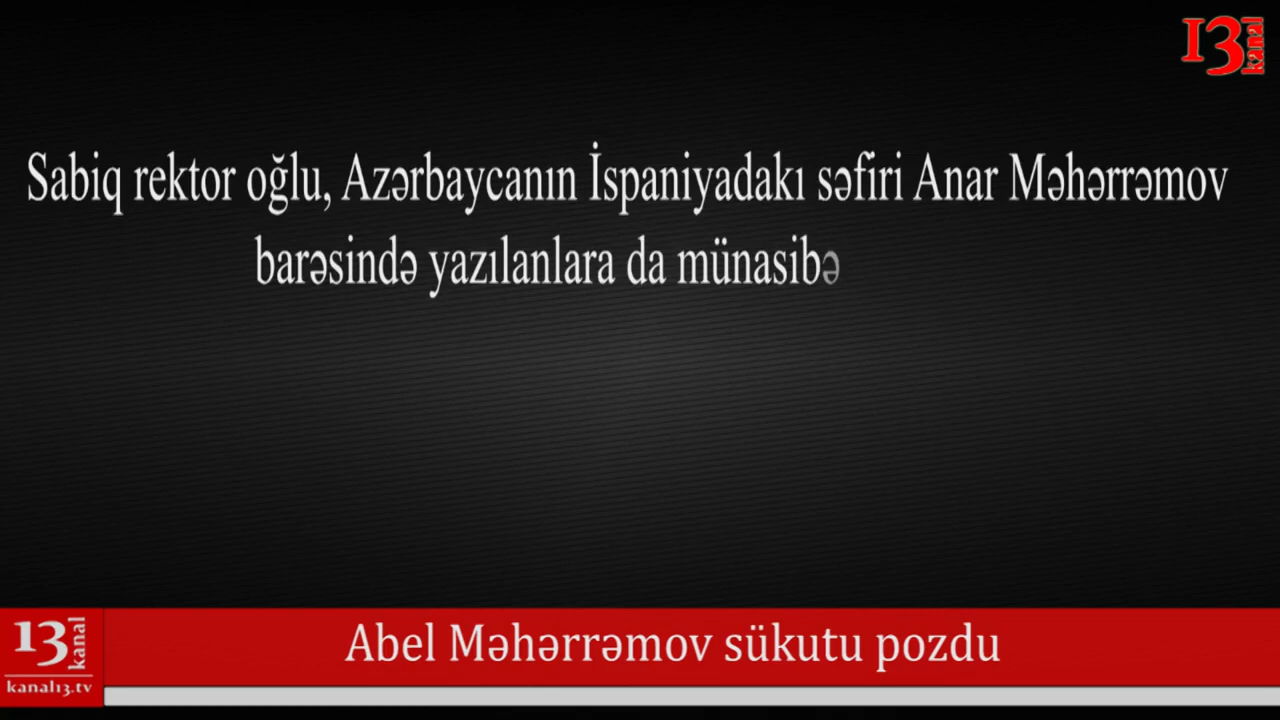 13 kanal
Sabiq rektor oğlu, Azərbaycanın İspaniyadakı səfiri Anar Məhərrəmov
barəsində yazılanlara da münasibə
13 kanal
kanal13.tv
Abel Məhərrəmov sükutu pozdu